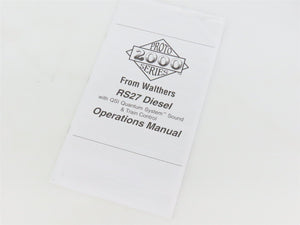 PROTO
2000
SERIES
From Walthers
RS27 Diesel
with QSI Quantum System™ Sound
& Train Control
Operations Manual